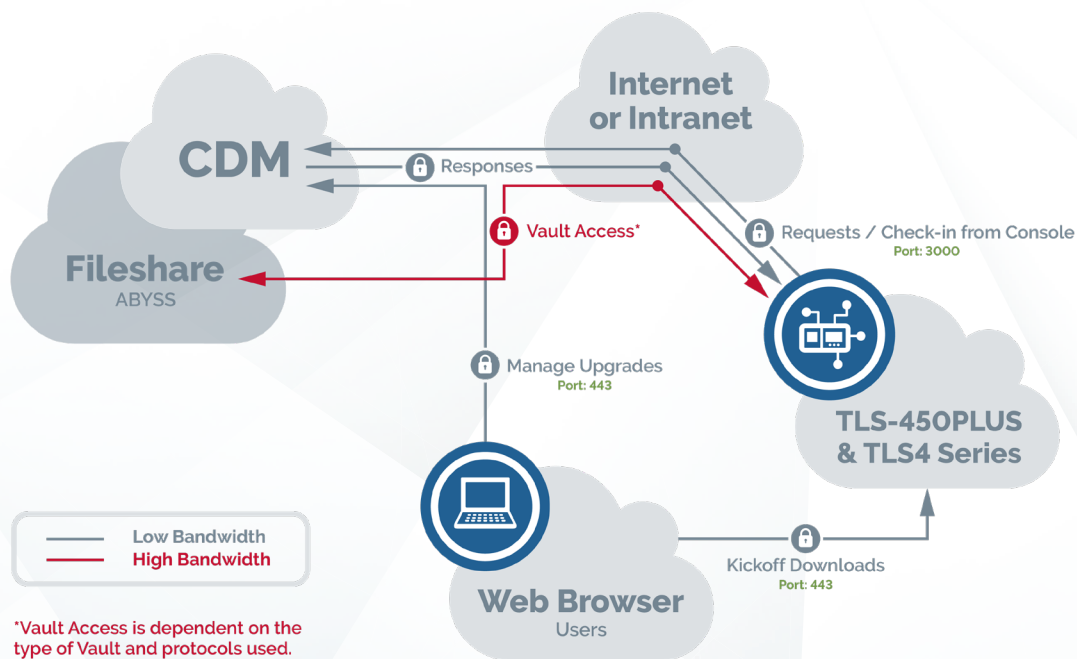 Internet
or Intranet
CDM
Responses
Vault Access*
Requests / Check-in from Console
Port: 3000
Fileshare
ABYSS
Manage Upgrades
Port: 443
TLS-450PLUS
& TLS4 Series
Low Bandwidth
High Bandwidth
Kickoff Downloads
Port: 443
Web Browser
Users
*Vault Access is dependent on the
type of Vault and protocols used.